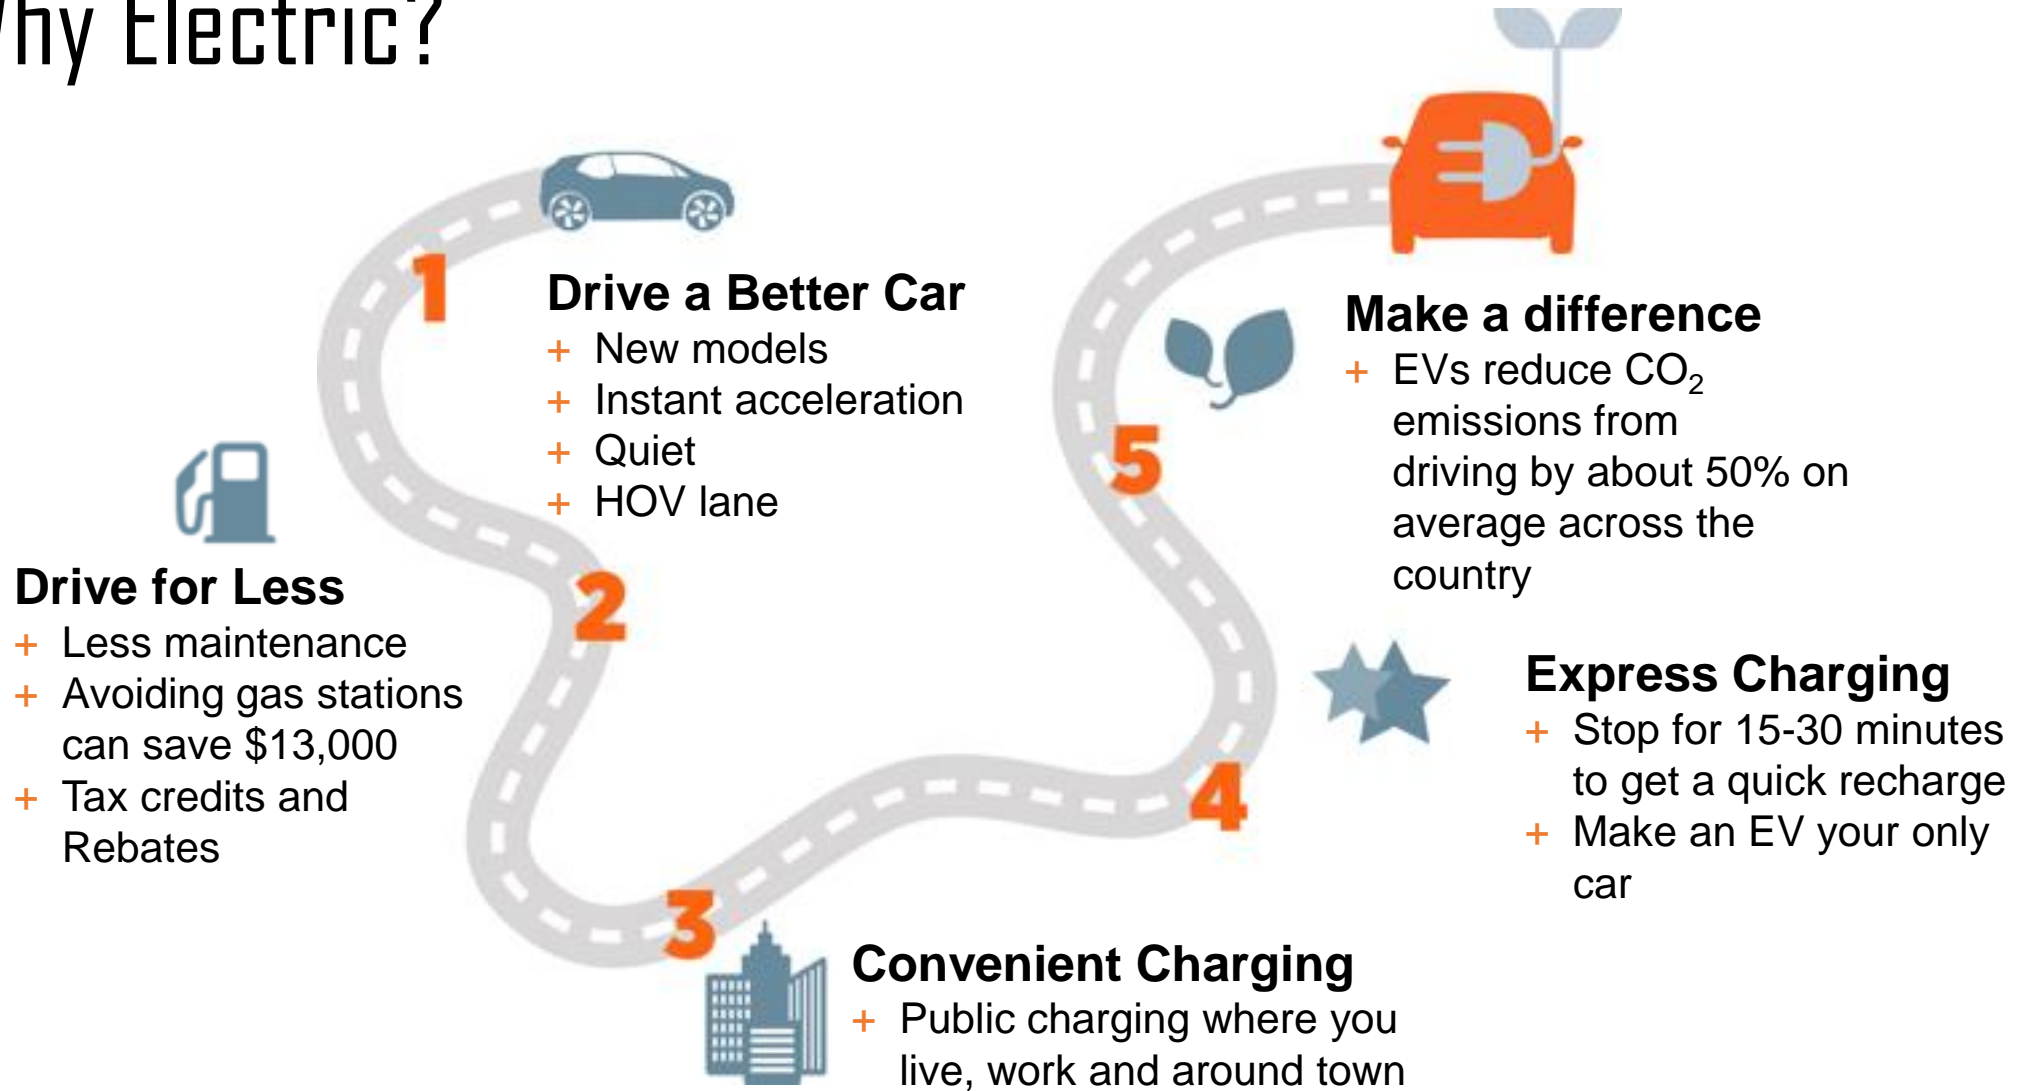 hy Electric?
1
Drive a Better Car
+ New models
+ Instant acceleration
+ Quiet
+ HOV lane
2
Drive for Less
+ Less maintenance
+ Avoiding gas stations
can save $13,000
+ Tax credits and
Rebates
3
Convenient Charging
+ Public charging where you
live, work and around town
4
Express Charging
+ Stop for 15-30 minutes
to get a quick recharge
+ Make an EV your only
car
5
Make a difference
+ EVs reduce CO₂
emissions from
driving by about 50% on
average across the
country